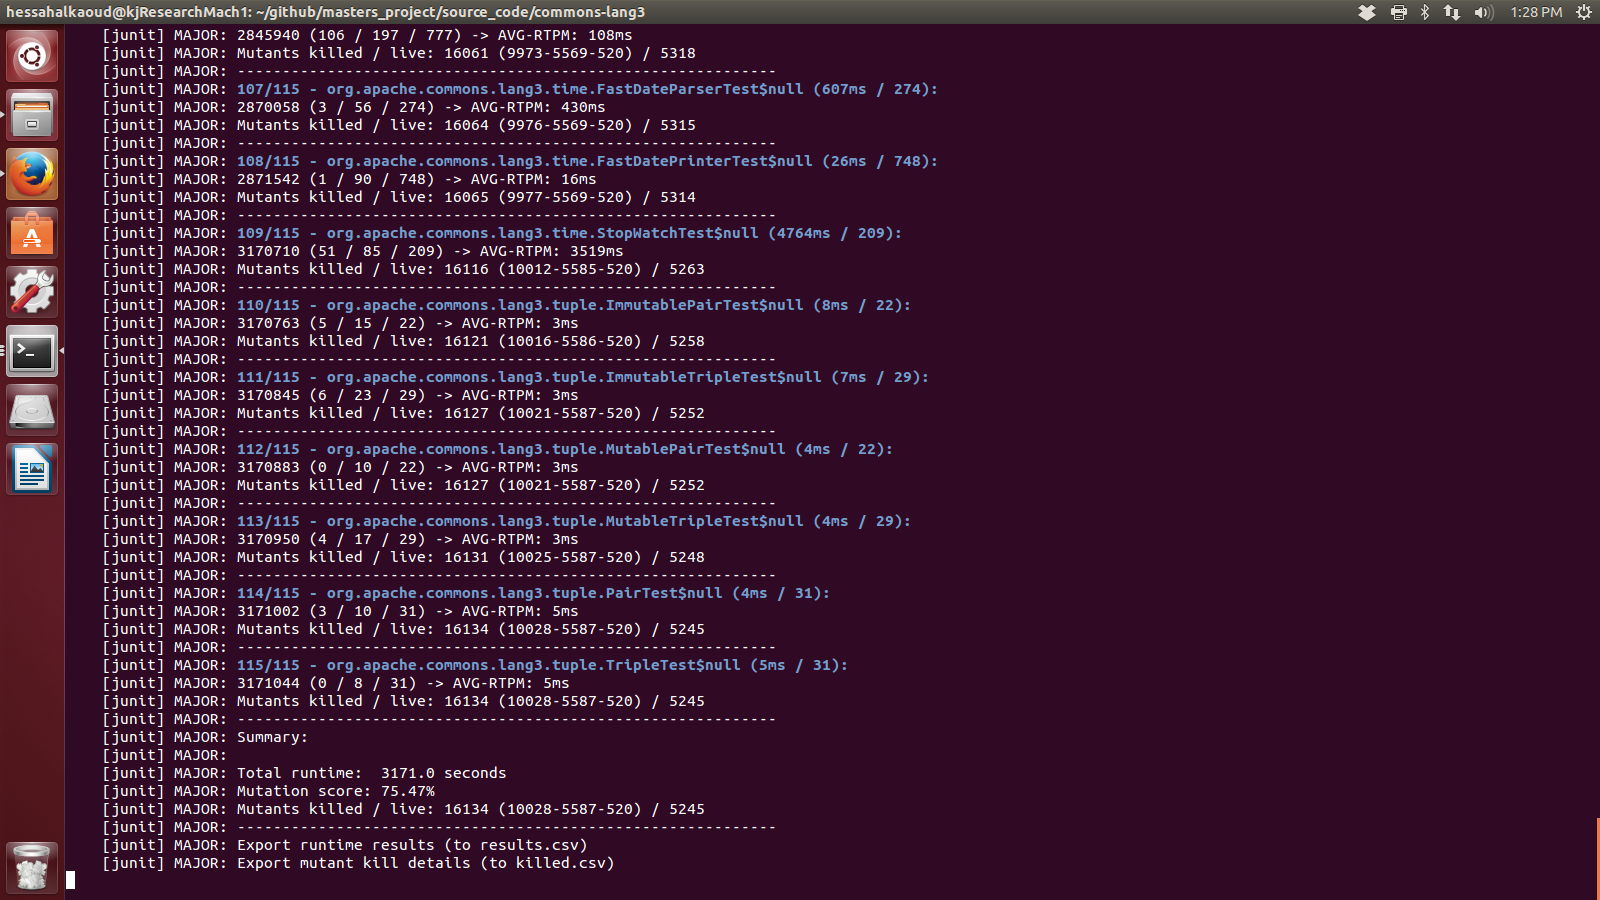 hessahalkaoud@kjResearchMach1: ~/github/masters_project/source_code/commons-lang3 1:28 PM
[junit] MAJOR: 2845940 (106 / 197 / 777) -> AVG-RTPM: 108ms
[junit] MAJOR: Mutants killed / live: 16061 (9973-5569-520) / 5318
[junit] MAJOR: ------------------------------------------------------------
[junit] MAJOR: 107/115 - org.apache.commons.lang3.time.FastDateParserTest$null (607ms / 274):
[junit] MAJOR: 2870058 (3 / 56 / 274) -> AVG-RTPM: 430ms
[junit] MAJOR: Mutants killed / live: 16064 (9976-5569-520) / 5315
[junit] MAJOR: ------------------------------------------------------------
[junit] MAJOR: 108/115 - org.apache.commons.lang3.time.FastDatePrinterTest$null (26ms / 748):
[junit] MAJOR: 2871542 (1 / 90 / 748) -> AVG-RTPM: 16ms
[junit] MAJOR: Mutants killed / live: 16065 (9977-5569-520) / 5314
[junit] MAJOR: ------------------------------------------------------------
[junit] MAJOR: 109/115 - org.apache.commons.lang3.time.StopWatchTest$null (4764ms / 209):
[junit] MAJOR: 3170710 (51 / 85 / 209) -> AVG-RTPM: 3519ms
[junit] MAJOR: Mutants killed / live: 16116 (10012-5585-520) / 5263
[junit] MAJOR: ------------------------------------------------------------
[junit] MAJOR: 110/115 - org.apache.commons.lang3.tuple.ImmutablePairTest$null (8ms / 22):
[junit] MAJOR: 3170763 (5 / 15 / 22) -> AVG-RTPM: 3ms
[junit] MAJOR: Mutants killed / live: 16121 (10016-5586-520) / 5258
[junit] MAJOR: ------------------------------------------------------------
[junit] MAJOR: 111/115 - org.apache.commons.lang3.tuple.ImmutableTripleTest$null (7ms / 29):
[junit] MAJOR: 3170845 (6 / 23 / 29) -> AVG-RTPM: 3ms
[junit] MAJOR: Mutants killed / live: 16127 (10021-5587-520) / 5252
[junit] MAJOR: ------------------------------------------------------------
[junit] MAJOR: 112/115 - org.apache.commons.lang3.tuple.MutablePairTest$null (4ms / 22):
[junit] MAJOR: 3170883 (0 / 10 / 22) -> AVG-RTPM: 3ms
[junit] MAJOR: Mutants killed / live: 16127 (10021-5587-520) / 5252
[junit] MAJOR: ------------------------------------------------------------
[junit] MAJOR: 113/115 - org.apache.commons.lang3.tuple.MutableTripleTest$null (4ms / 29):
[junit] MAJOR: 3170950 (4 / 17 / 29) -> AVG-RTPM: 3ms
[junit] MAJOR: Mutants killed / live: 16131 (10025-5587-520) / 5248
[junit] MAJOR: ------------------------------------------------------------
[junit] MAJOR: 114/115 - org.apache.commons.lang3.tuple.PairTest$null (4ms / 31):
[junit] MAJOR: 3171002 (3 / 10 / 31) -> AVG-RTPM: 5ms
[junit] MAJOR: Mutants killed / live: 16134 (10028-5587-520) / 5245
[junit] MAJOR: ------------------------------------------------------------
[junit] MAJOR: 115/115 - org.apache.commons.lang3.tuple.TripleTest$null (5ms / 31):
[junit] MAJOR: 3171044 (0 / 8 / 31) -> AVG-RTPM: 5ms
[junit] MAJOR: Mutants killed / live: 16134 (10028-5587-520) / 5245
[junit] MAJOR: ------------------------------------------------------------
[junit] MAJOR: Summary:
[junit] MAJOR:
[junit] MAJOR: Total runtime:  3171.0 seconds
[junit] MAJOR: Mutation score: 75.47%
[junit] MAJOR: Mutants killed / live: 16134 (10028-5587-520) / 5245
[junit] MAJOR: ------------------------------------------------------------
[junit] MAJOR: Export runtime results (to results.csv)
[junit] MAJOR: Export mutant kill details (to killed.csv)